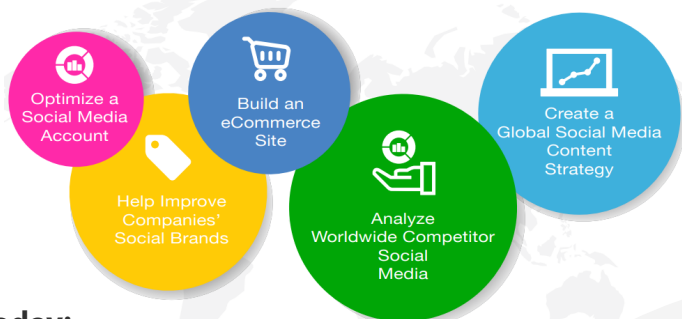 Optimize a
Social Media
Account
Help Improve
Companies'
Social Brands
Build an
eCommerce
Site
Analyze
Worldwide Competitor
Social
Media
Create a
Global Social Media
Content
Strategy